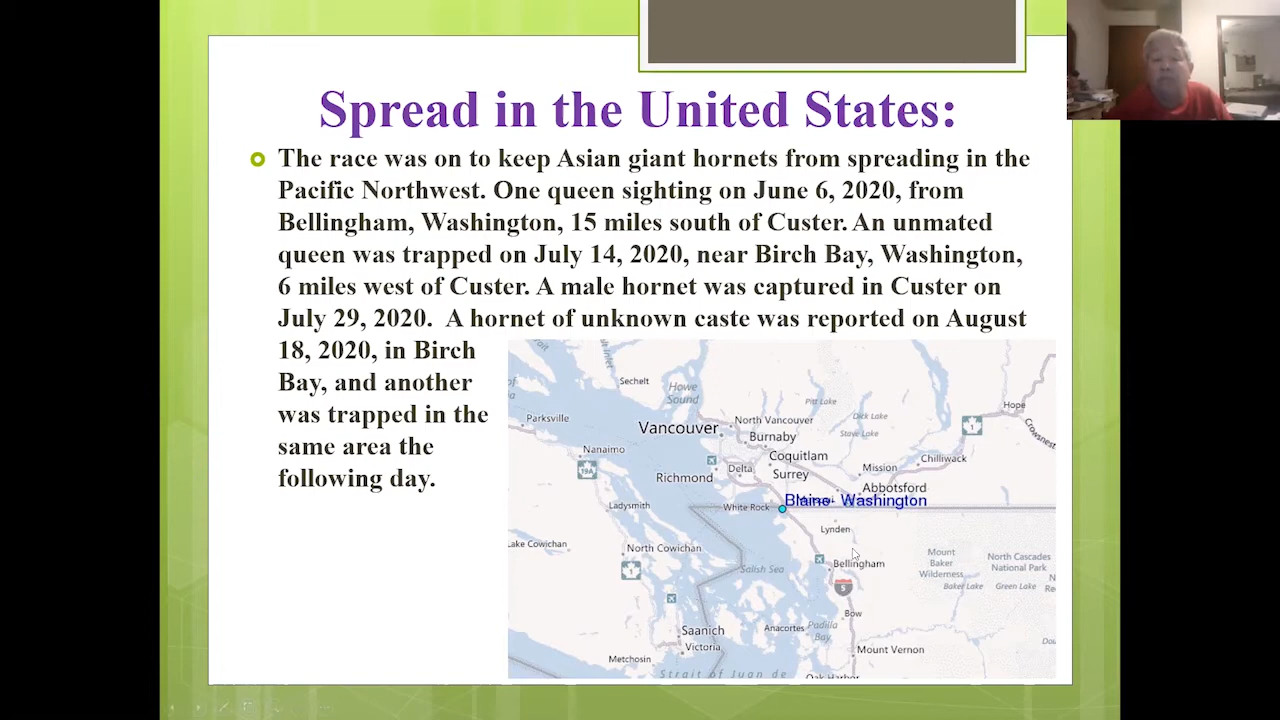 Spread in the United States:
The race was on to keep Asian giant hornets from spreading in the
Pacific Northwest. One queen sighting on June 6, 2020, from
Bellingham, Washington, 15 miles south of Custer. An unmated
queen was trapped on July 14, 2020, near Birch Bay, Washington,
6 miles west of Custer. A male hornet was captured in Custer on
July 29, 2020.  A hornet of unknown caste was reported on August
18, 2020, in Birch
Bay, and another
was trapped in the
same area the
following day.
Sechelt
Howe
Sound
Pitt Lake
Hope
Parksville
North Vancouver
Dick Lake
Stave Lake
1
Crowsnest
Vancouver
Burnaby
Nanaimo
Coquitlam
Chilliwack
19A
Richmond
Delta
Surrey
Mission
Abbotsford
Blaine- Washington
Ladysmith
White Rock
Lynden
Lake Cowichan
North Cowichan
1
Salish Sea
Bellingham
Mount
Baker
Wilderness
North Cascades
National Park
Baker Lake
Green Lake
5
Bow
Saanich
Anacortes
Padilla
Bay
Victoria
Mount Vernon
Metchosin
Strait of Juan de
Oak Harbor